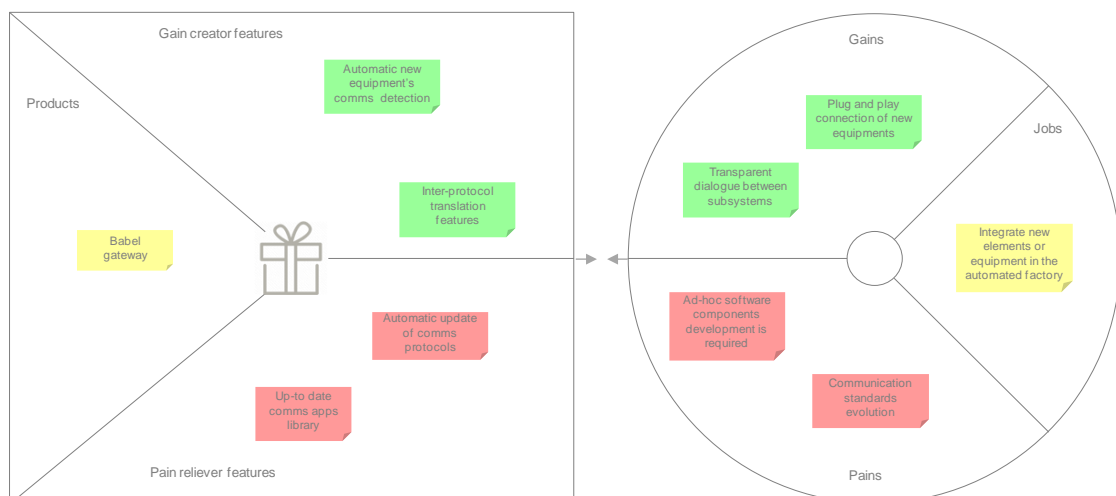 Gain creator features
Automatic new
equipment's
comms detection
Products
Inter-protocol
translation
features
Babel
gateway
Automatic update
of comms
protocols
Up-to date
comms apps
library
Pain reliever features
Gains
Plug and play
connection of new
equipments
Jobs
Transparent
dialogue between
subsystems
Integrate new
elements or
equipment in the
automated factory
Ad-hoc software
components
development is
required
Communication
standards
evolution
Pains